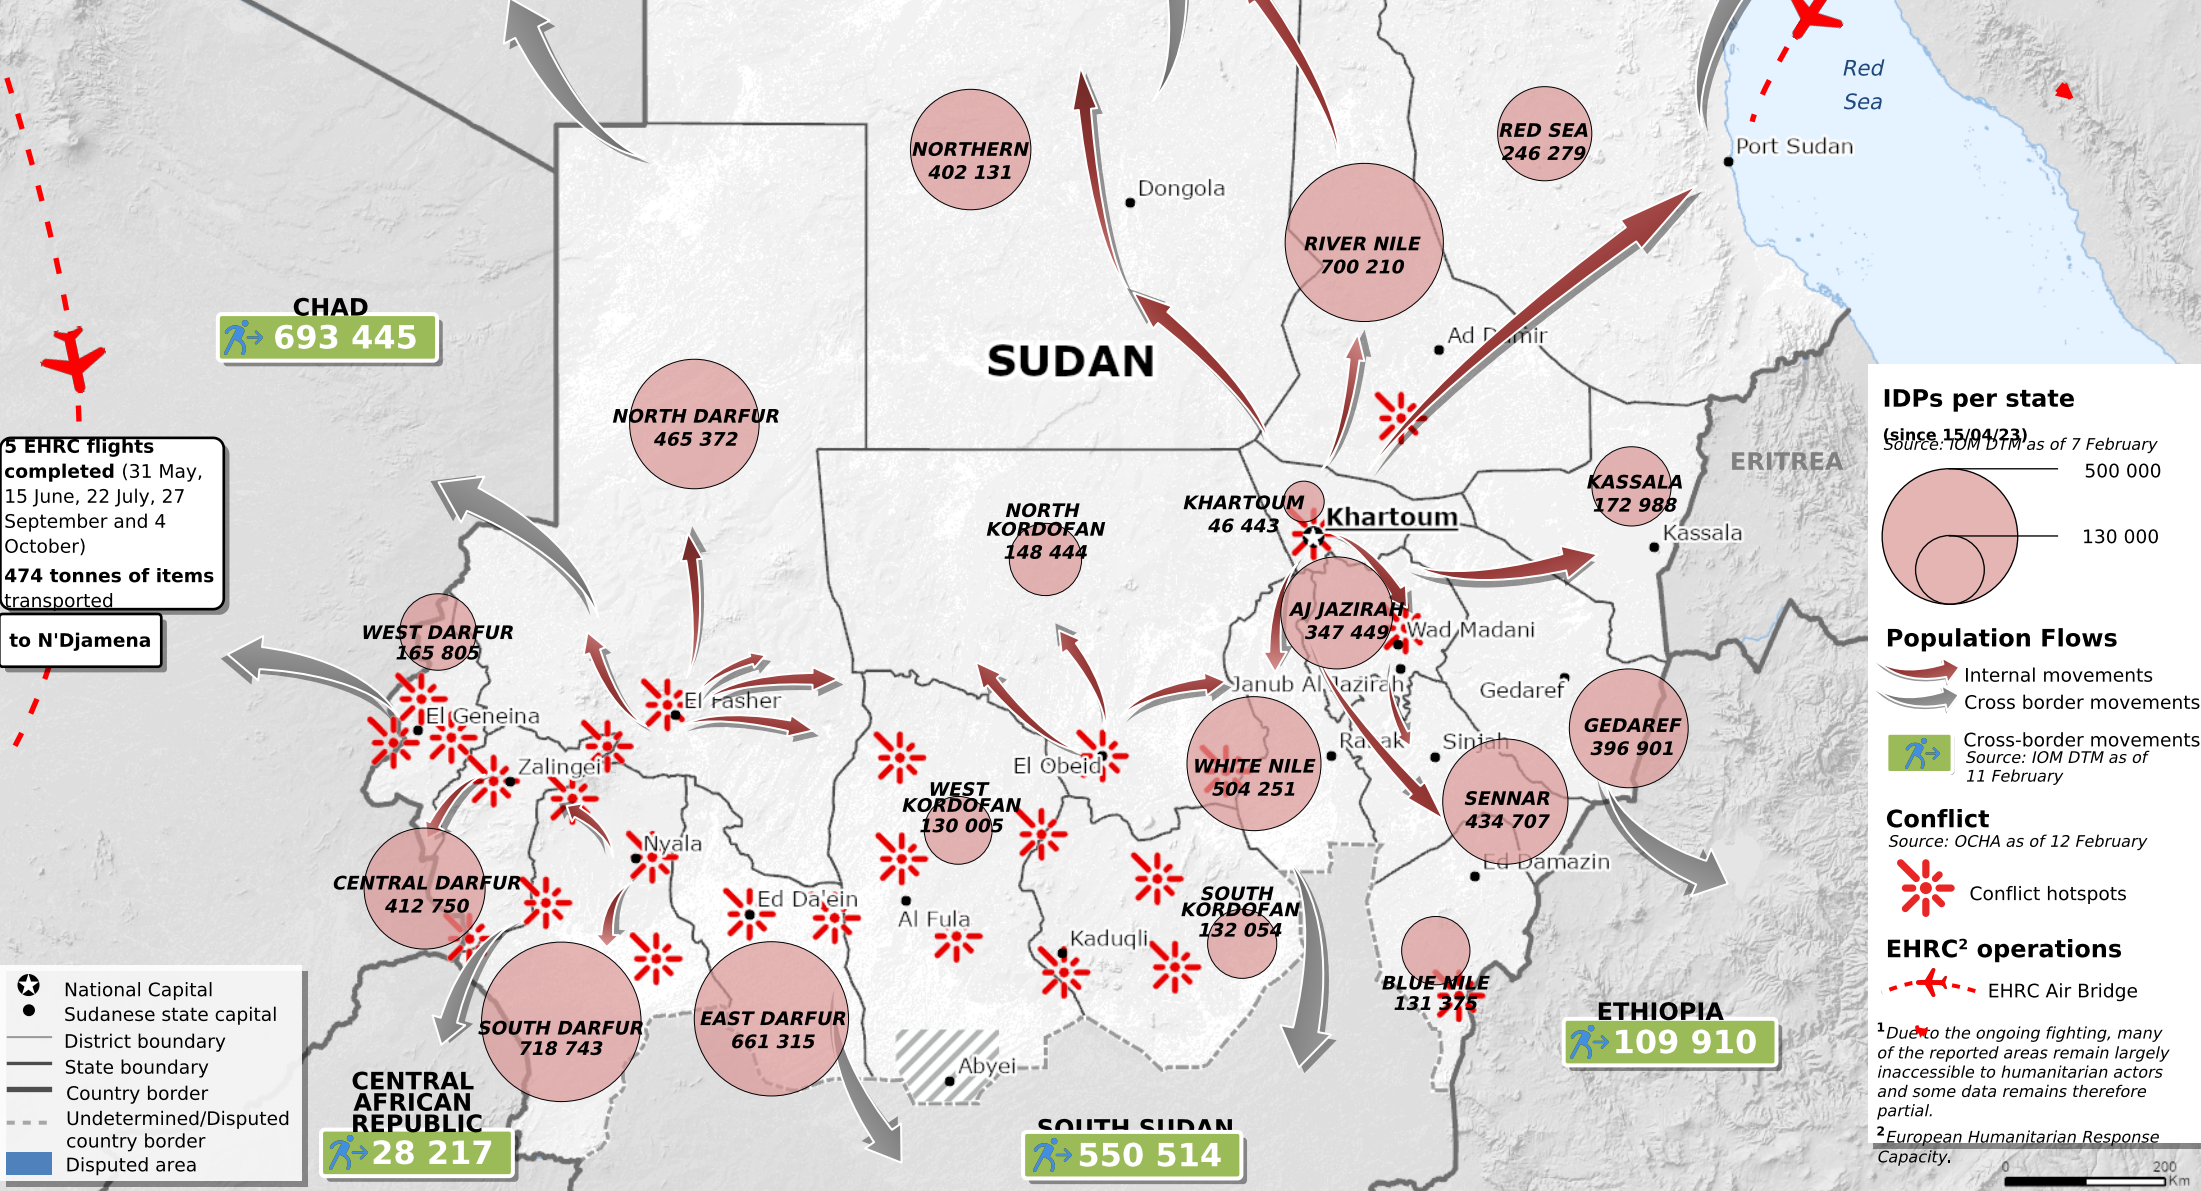 Red
Sea
Port Sudan
NORTHERN
402 131
RED SEA
246 279
Dongola
RIVER NILE
700 210
CHAD
693 445
SUDAN
Ad Damir
NORTH DARFUR
465 372
5 EHRC flights
completed (31 May,
15 June, 22 July, 27
September and 4
October)
474 tonnes of items
transported
to N'Djamena
NORTH
KORDOFAN
148 444
KHARTOUM
46 443
Khartoum
KASSALA
172 988
Kassala
ERITREA
WEST DARFUR
165 805
AJ JAZIRAH
347 449
Wad Madani
Janub Al Jazirah
Gedaref
El Fasher
El Geneina
Zalingei
El Obeid
Rabak
Sinjah
GEDAREF
396 901
WHITE NILE
504 251
WEST
KORDOFAN
130 005
SENNAR
434 707
Nyala
Ed Damazin
CENTRAL DARFUR
412 750
Ed Da'ein
Al Fula
Kaduqli
SOUTH
KORDOFAN
132 054
BLUE NILE
131 375
SOUTH DARFUR
718 743
EAST DARFUR
661 315
Abyei
ETHIOPIA
109 910
CENTRAL
AFRICAN
REPUBLIC
28 217
SOUTH SUDAN
550 514
National Capital
Sudanese state capital
District boundary
State boundary
Country border
Undetermined/Disputed
country border
Disputed area
IDPs per state
(since 15/04/23)
Source: IOM DTM as of 7 February
500 000
130 000
Population Flows
Internal movements
Cross border movements
Cross-border movements
Source: IOM DTM as of
11 February
Conflict
Source: OCHA as of 12 February
Conflict hotspots
EHRC² operations
EHRC Air Bridge
¹Due to the ongoing fighting, many
of the reported areas remain largely
inaccessible to humanitarian actors
and some data remains therefore
partial.
²European Humanitarian Response
Capacity.
0 200
Km